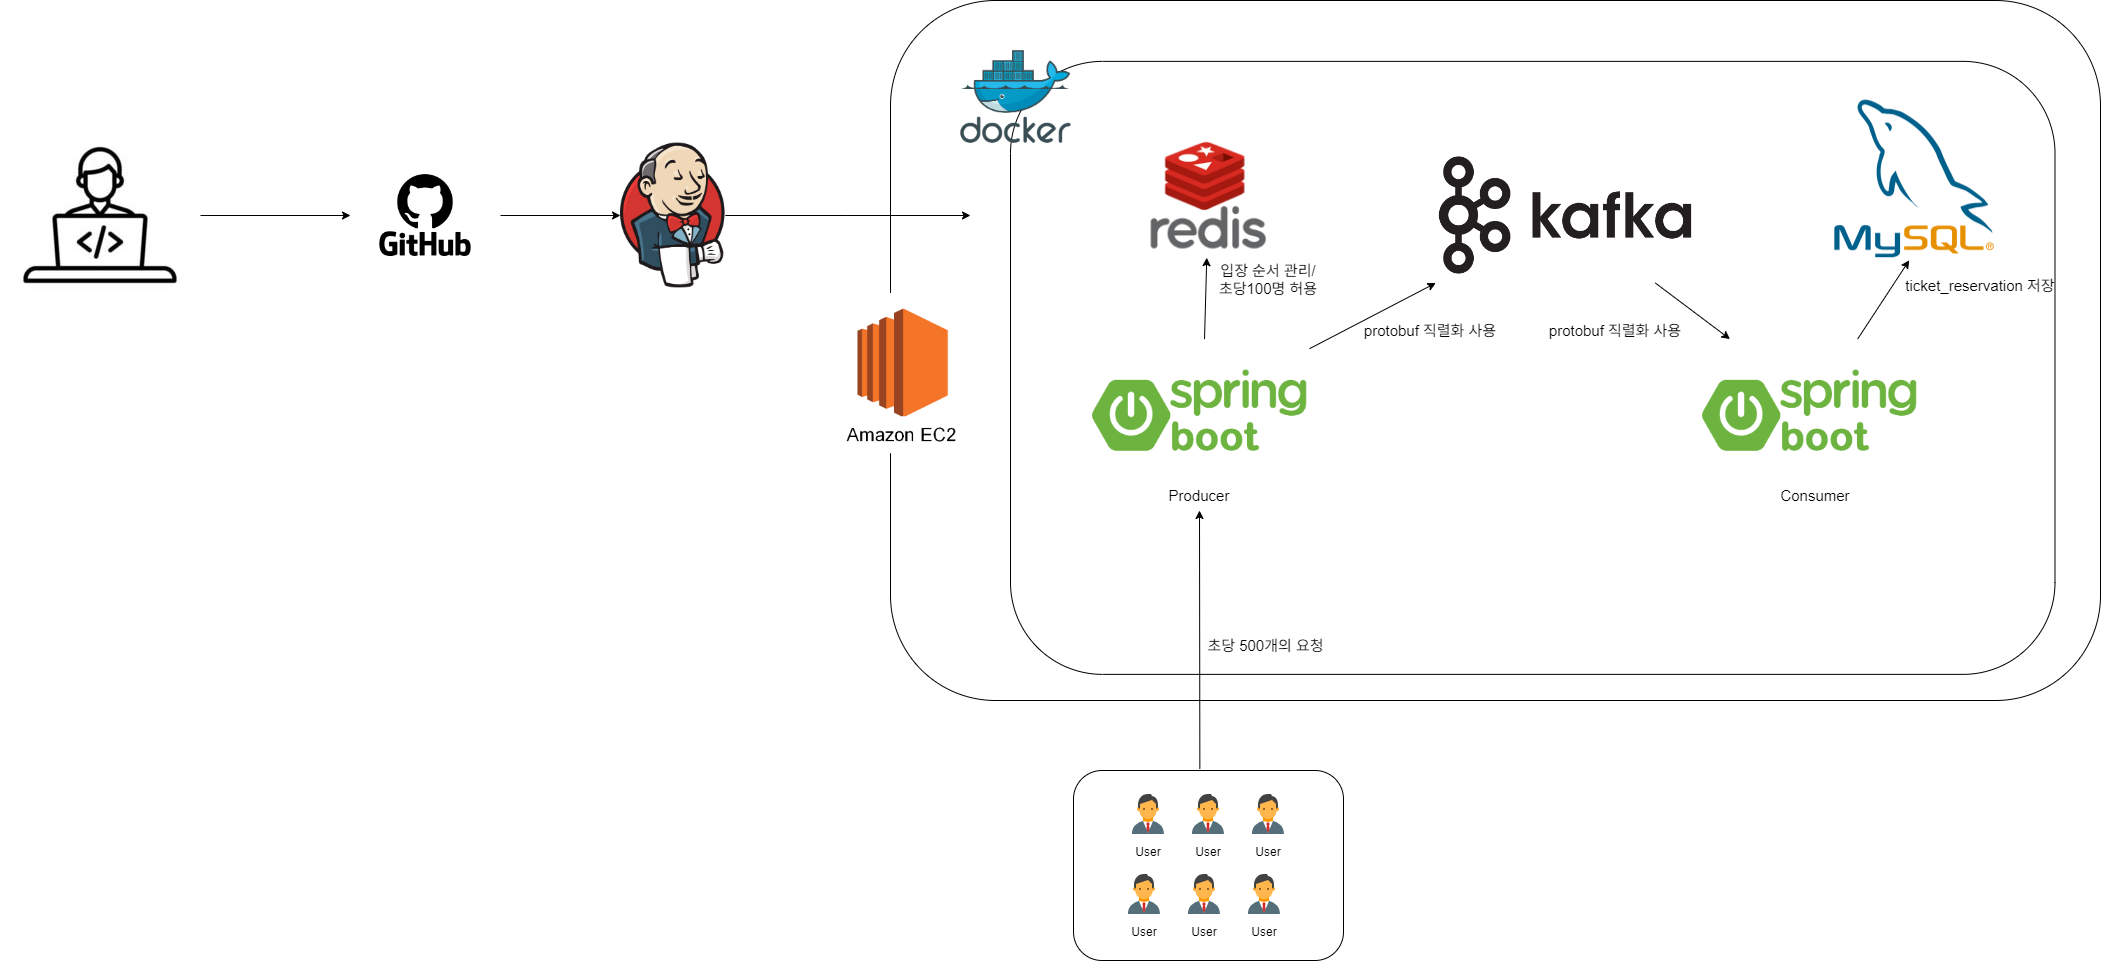 docker
GitHub
redis
kafka
MySQL®
입장 순서 관리/
초당100명 허용
ticket_reservation 저장
protobuf 직렬화 사용
protobuf 직렬화 사용
Amazon EC2
spring
boot
spring
boot
Producer
Consumer
초당 500개의 요청
User
User
User
User
User
User